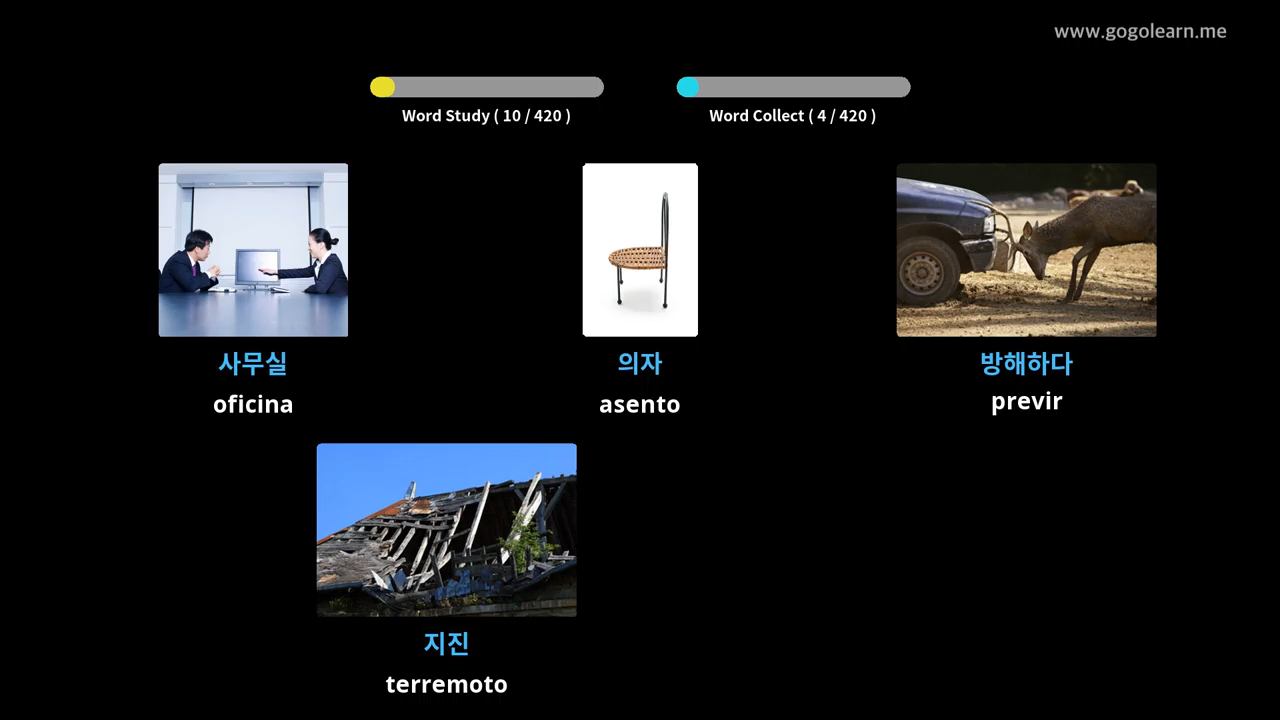 www.gogolearn.me
Word Study ( 10 / 420 )
Word Collect ( 4 / 420 )
사무실
oficina
의자
asento
방해하다
previr
지진
terremoto